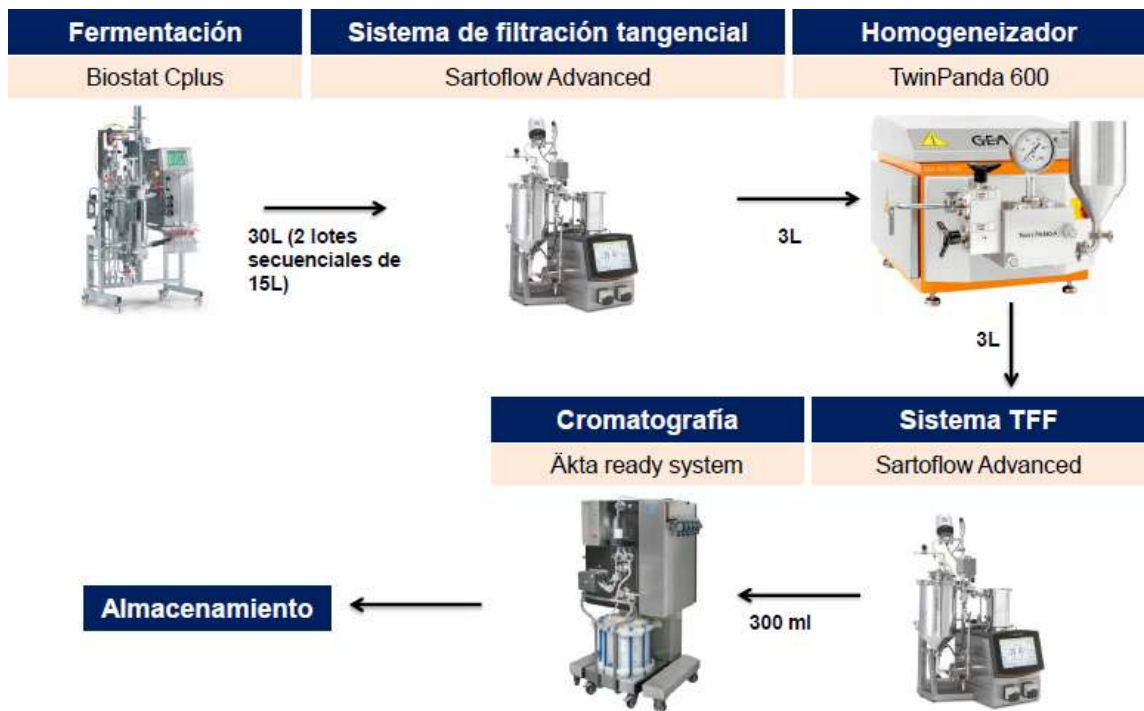 Fermentación
Biostat Cplus
Sistema de filtración tangencial
Sartoflow Advanced
Homogeneizador
TwinPanda 600
GEA
TwinPANDA
30L (2 lotes
secuenciales de
15L)
3L
3L
Cromatografía
Äkta ready system
Sistema TFF
Sartoflow Advanced
300 ml
Almacenamiento